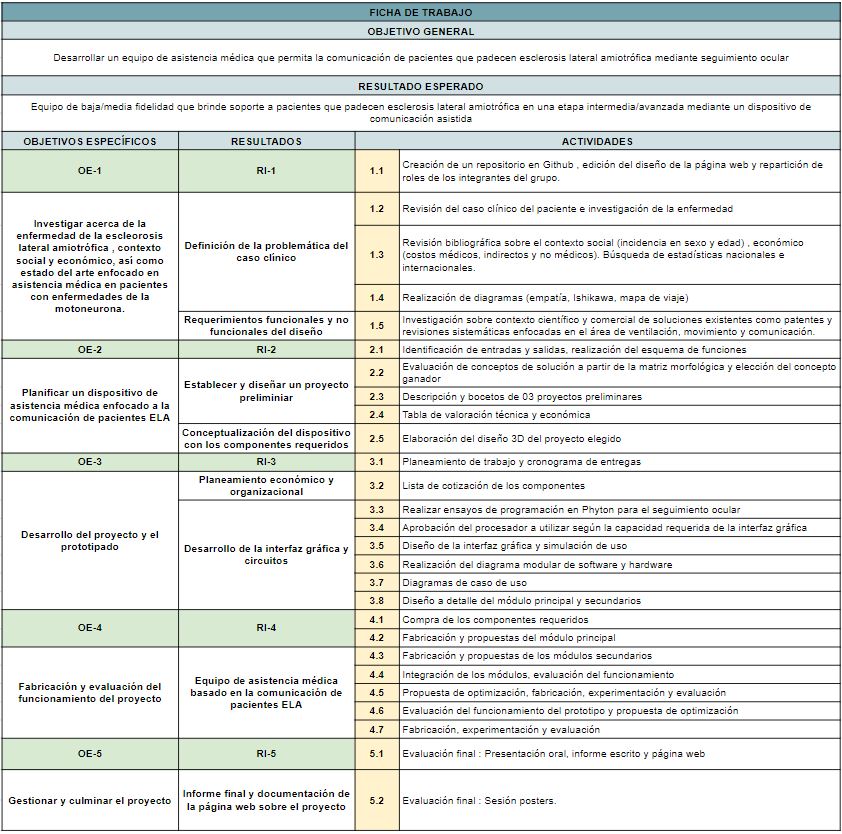 FICHA DE TRABAJO
OBJETIVO GENERAL
Desarrollar un equipo de asistencia médica que permita la comunicación de pacientes que padecen esclerosis lateral amiotrófica mediante seguimiento ocular
RESULTADO ESPERADO
Equipo de baja/media fidelidad que brinde soporte a pacientes que padecen esclerosis lateral amiotrófica en una etapa intermedia/avanzada mediante un dispositivo de
comunicación asistida
OBJETIVOS ESPECÍFICOS
RESULTADOS
ACTIVIDADES
OE-1
RI-1
1.1
Creación de un repositorio en Github , edición del diseño de la página web y repartición de
roles de los integrantes del grupo.
Investigar acerca de la
enfermedad de la escleorosis
lateral amiotrófica , contexto
social y económico, así como
estado del arte enfocado en
asistencia médica en pacientes
con enfermedades de la
motoneurona.
Definición de la problemática del
caso clínico
1.2
Revisión del caso clínico del paciente e investigación de la enfermedad
1.3
Revisión bibliográfica sobre el contexto social (incidencia en sexo y edad) , económico
(costos médicos, indirectos y no médicos). Búsqueda de estadísticas nacionales e
internacionales.
1.4
Realización de diagramas (empatía, Ishikawa, mapa de viaje)
Requerimientos funcionales y no
funcionales del diseño
1.5
Investigación sobre contexto científico y comercial de soluciones existentes como patentes y
revisiones sistemáticas enfocadas en el área de ventilación, movimiento y comunicación.
OE-2
RI-2
2.1
Identificación de entradas y salidas, realización del esquema de funciones
Planificar un dispositivo de
asistencia médica enfocado a la
comunicación de pacientes ELA
Establecer y diseñar un proyecto
preliminiar
2.2
Evaluación de conceptos de solución a partir de la matriz morfológica y elección del concepto
ganador
2.3
Descripción y bocetos de 03 proyectos preliminares
2.4
Tabla de valoración técnica y económica
Conceptualización del dispositivo
con los componentes requeridos
2.5
Elaboración del diseño 3D del proyecto elegido
OE-3
RI-3
3.1
Planeamiento de trabajo y cronograma de entregas
Desarrollo del proyecto y el
prototipado
Planeamiento económico y
organizacional
3.2
Lista de cotización de los componentes
Desarrollo de la interfaz gráfica y
circuitos
3.3
Realizar ensayos de programación en Phyton para el seguimiento ocular
3.4
Aprobación del procesador a utilizar según la capacidad requerida de la interfaz gráfica
3.5
Diseño de la interfaz gráfica y simulación de uso
3.6
Realización del diagrama modular de software y hardware
3.7
Diagramas de caso de uso
3.8
Diseño a detalle del módulo principal y secundarios
OE-4
RI-4
4.1
Compra de los componentes requeridos
4.2
Fabricación y propuestas del módulo principal
Fabricación y evaluación del
funcionamiento del proyecto
Equipo de asistencia médica
basado en la comunicación de
pacientes ELA
4.3
Fabricación y propuestas de los módulos secundarios
4.4
Integración de los módulos, evaluación del funcionamiento
4.5
Propuesta de optimización, fabricación, experimentación y evaluación
4.6
Evaluación del funcionamiento del prototipo y propuesta de optimización
4.7
Fabricación, experimentación y evaluación
OE-5
RI-5
5.1
Evaluación final : Presentación oral, informe escrito y página web
Gestionar y culminar el proyecto
Informe final y documentación de
la página web sobre el proyecto
5.2
Evaluación final : Sesión posters.